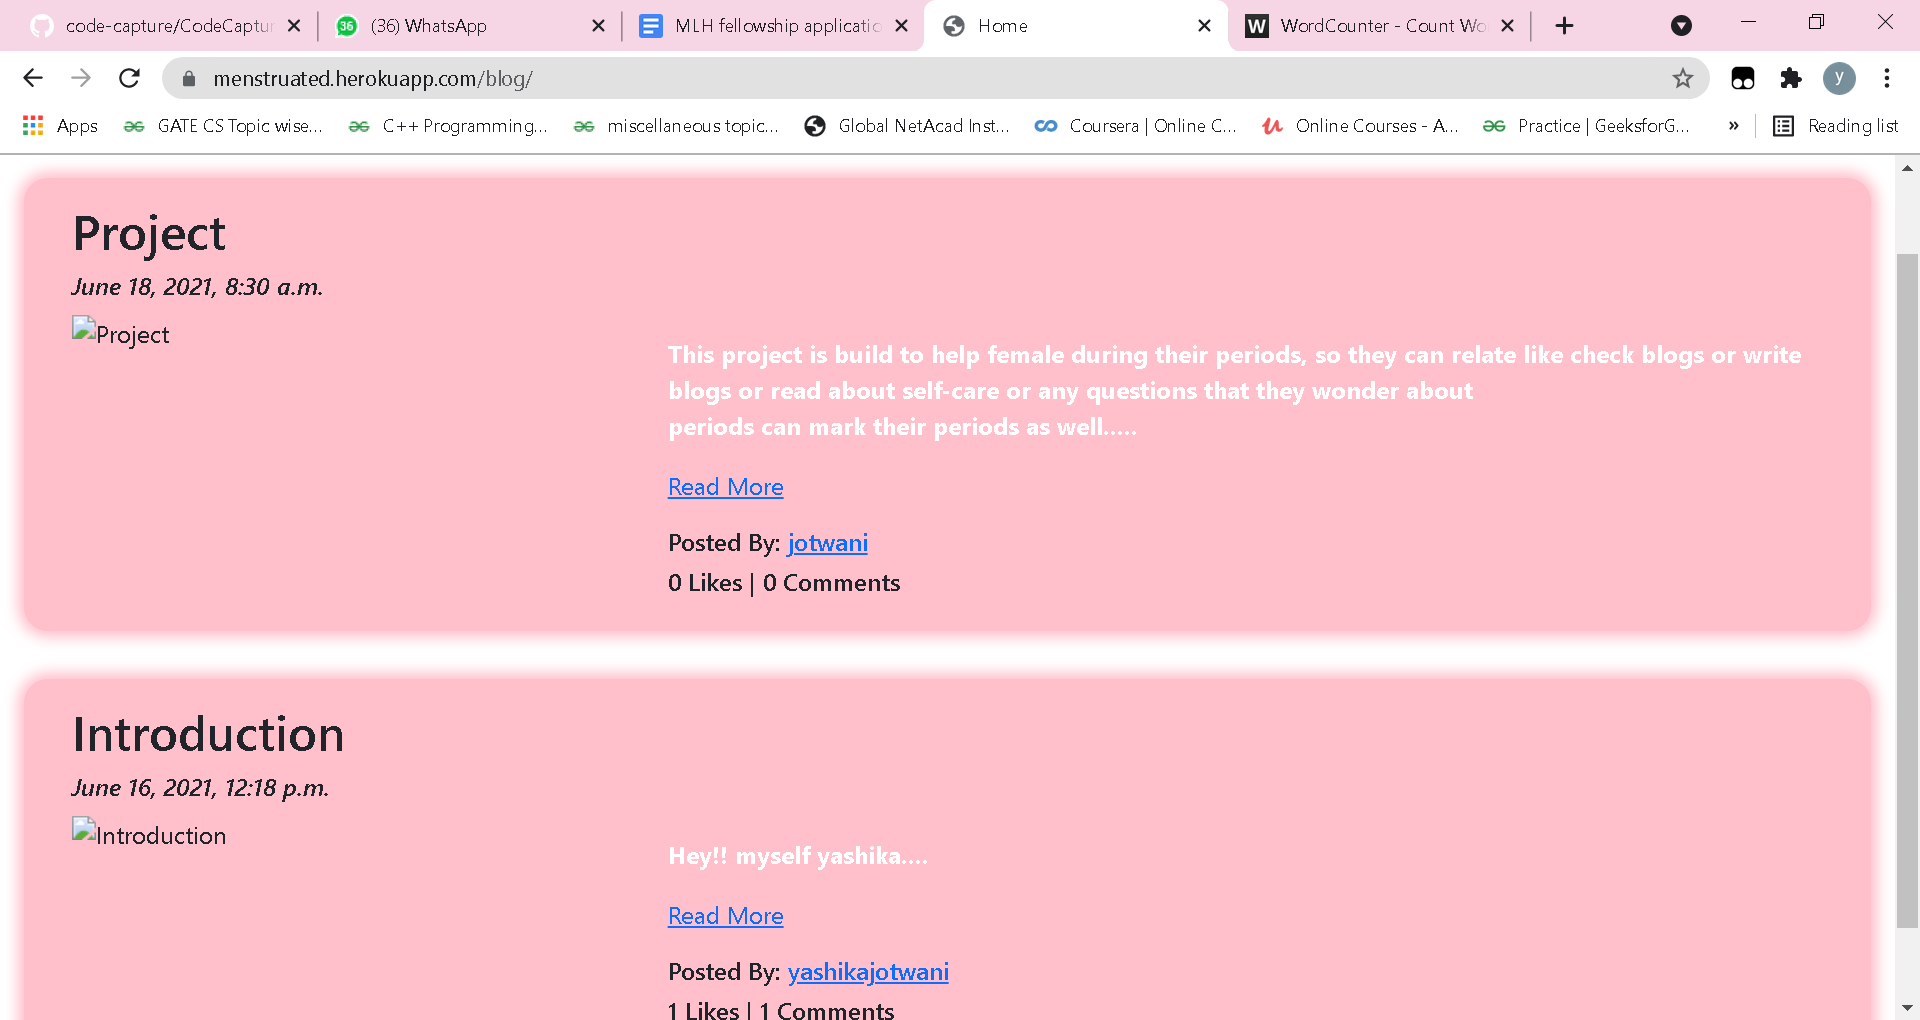 code-capture/CodeCaptur
(36) WhatsApp
MLH fellowship applicatio
Home
WordCounter - Count Wo
menstruated.herokuapp.com/blog/
y
Apps
GATE CS Topic wise...
C++ Programming...
miscellaneous topic...
Global NetAcad Inst...
Coursera | Online C...
Online Courses - A...
Practice | GeeksforG...
»
Reading list
Project
June 18, 2021, 8:30 a.m.
Project
This project is build to help female during their periods, so they can relate like check blogs or write
blogs or read about self-care or any questions that they wonder about
periods can mark their periods as well.....
Read More
Posted By: jotwani
0 Likes | 0 Comments
Introduction
June 16, 2021, 12:18 p.m.
Introduction
Hey!! myself yashika....
Read More
Posted By: yashikajotwani
1 Likes | 1 Comments